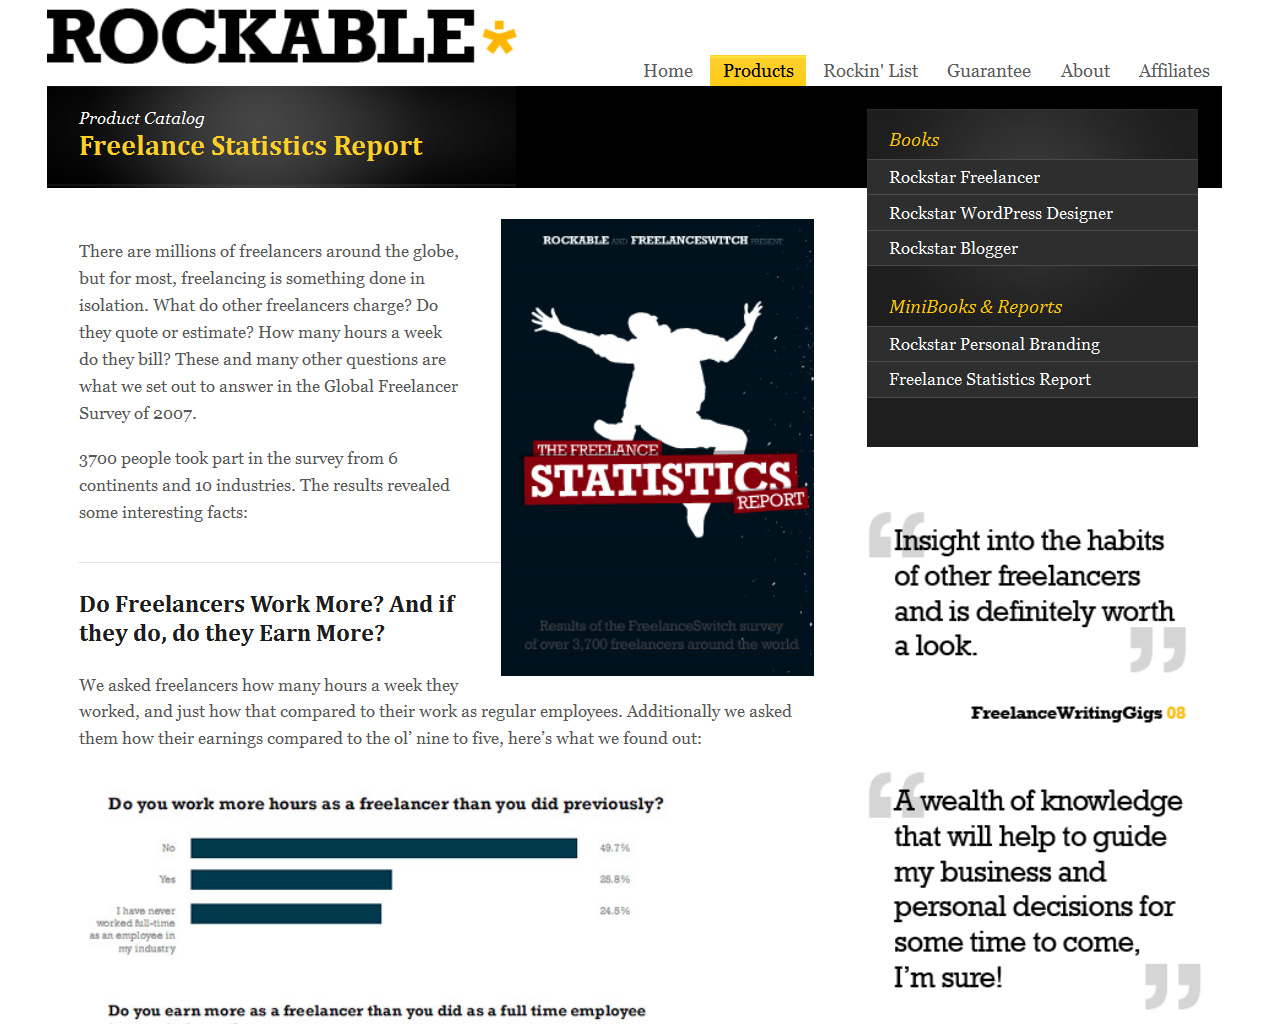 ROCKABLE*
Home
Products
Rockin' List
Guarantee
About
Affiliates
Product Catalog
Freelance Statistics Report
There are millions of freelancers around the globe,
but for most, freelancing is something done in
isolation. What do other freelancers charge? Do
they quote or estimate? How many hours a week
do they bill? These and many other questions are
what we set out to answer in the Global Freelancer
Survey of 2007.
3700 people took part in the survey from 6
continents and 10 industries. The results revealed
some interesting facts:
ROCKABLE AND FREELANCESWITCH PRESENT
THE FREELANCE
STATISTICS
REPORT
Results of the FreelanceSwitch survey
of over 3,700 freelancers around the world
Do Freelancers Work More? And if
they do, do they Earn More?
We asked freelancers how many hours a week they
worked, and just how that compared to their work as regular employees. Additionally we asked
them how their earnings compared to the ol’ nine to five, here’s what we found out:
Do you work more hours as a freelancer than you did previously?
No 49.7%
Yes 25.8%
I have never 24.5%
worked full-time
as an employee in
my industry
Do you earn more as a freelancer than you did as a full time employee
Books
Rockstar Freelancer
Rockstar WordPress Designer
Rockstar Blogger
MiniBooks & Reports
Rockstar Personal Branding
Freelance Statistics Report
“Insight into the habits
of other freelancers
and is definitely worth
a look.”
FreelanceWritingGigs 08
“A wealth of knowledge
that will help to guide
my business and
personal decisions for
some time to come,
I’m sure!”